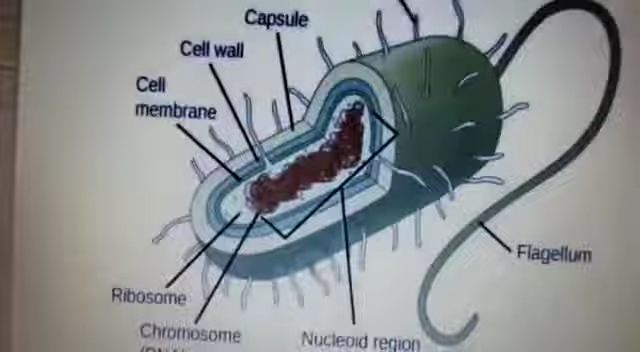 Capsule
Cell wall
Cell
membrane
Flagellum
Ribosome
Chromosome
Nucleoid region